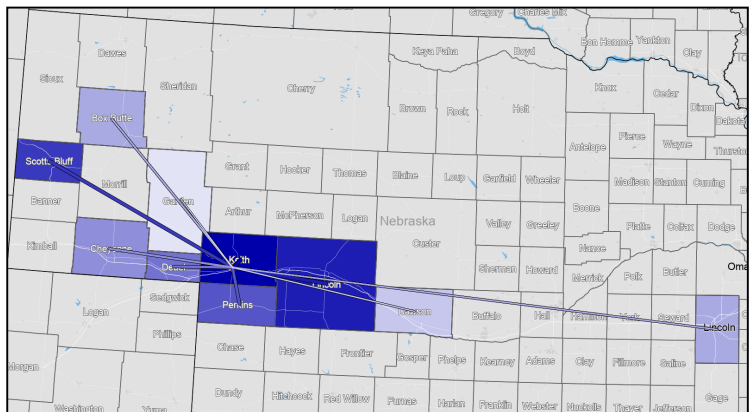 Gregory
Charles Mix
Keya Paha
Boyd
Bon Homme
Yankton
Clay
Dawes
Sioux
Sheridan
Cherry
Knox
Cedar
Dixon
Dakota
Box Butte
Brown
Rock
Holt
Antelope
Pierce
Wayne
Thurston
Scotts Bluff
Morrill
Garden
Grant
Hooker
Thomas
Blaine
Loup
Garfield
Wheeler
Madison
Stanton
Cuming
Banner
Arthur
McPherson
Logan
Nebraska
Custer
Valley
Greeley
Boone
Platte
Colfax
Dodge
Kimball
Cheyenne
Deuel
Keith
Lincoln
Sherman
Howard
Nance
Merrick
Polk
Butler
Oma
Logan
Sedgwick
Perkins
Dawson
Buffalo
Hall
Hamilton
York
Seward
Lincoln
Phillips
Morgan
Chase
Hayes
Frontier
Gosper
Phelps
Kearney
Adams
Clay
Fillmore
Saline
Gage
Washington
Yuma
Dundy
Hitchcock
Red Willow
Furnas
Harlan
Franklin
Webster
Nuckolls
Thayer
Jefferson